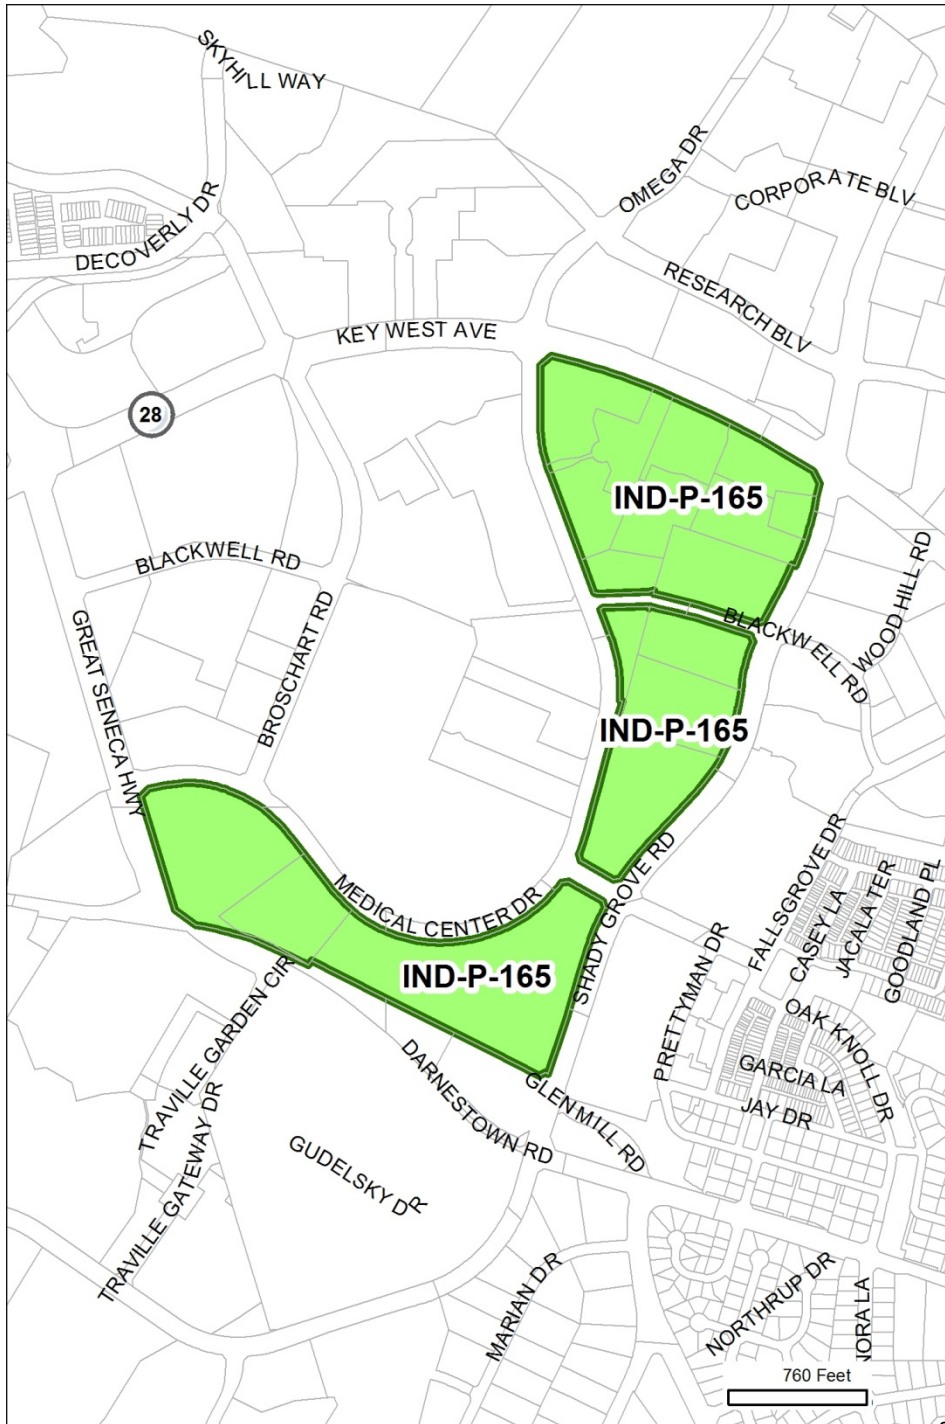 SKYHILL WAY
OMEGA DR
CORPORATE BLV
DECOVERLY DR
RESEARCH BLV
KEY WEST AVE
28
IND-P-165
WOOD HILL RD
BLACKWELL RD
BROSCHART RD
GREAT SENECA HWY
BLACKWELL RD
IND-P-165
SHADY GROVE RD
FALLSGROVE DR
CASEY LA
JACALA TER
GOODLAND PL
MEDICAL CENTER DR
IND-P-165
PRETTYMAN DR
OAK KNOLL DR
GARCIA LA
JAY DR
TRAVILLE GARDEN CIR
DARNESTOWN RD
GLEN MILL RD
TRAVILLE GATEWAY DR
GUDELSKY DR
MARIAN DR
NORTHRUP DR
NORA LA
760 Feet